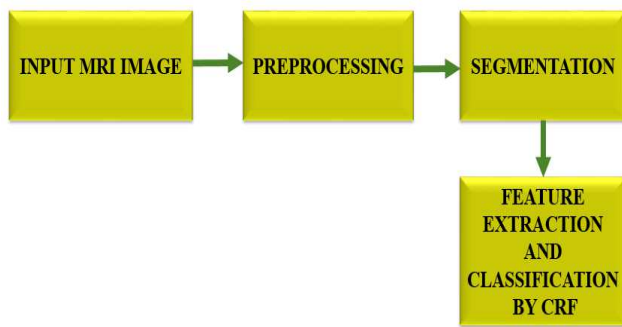 INPUT MRI IMAGE
PREPROCESSING
SEGMENTATION
FEATURE
EXTRACTION
AND
CLASSIFICATION
BY CRF